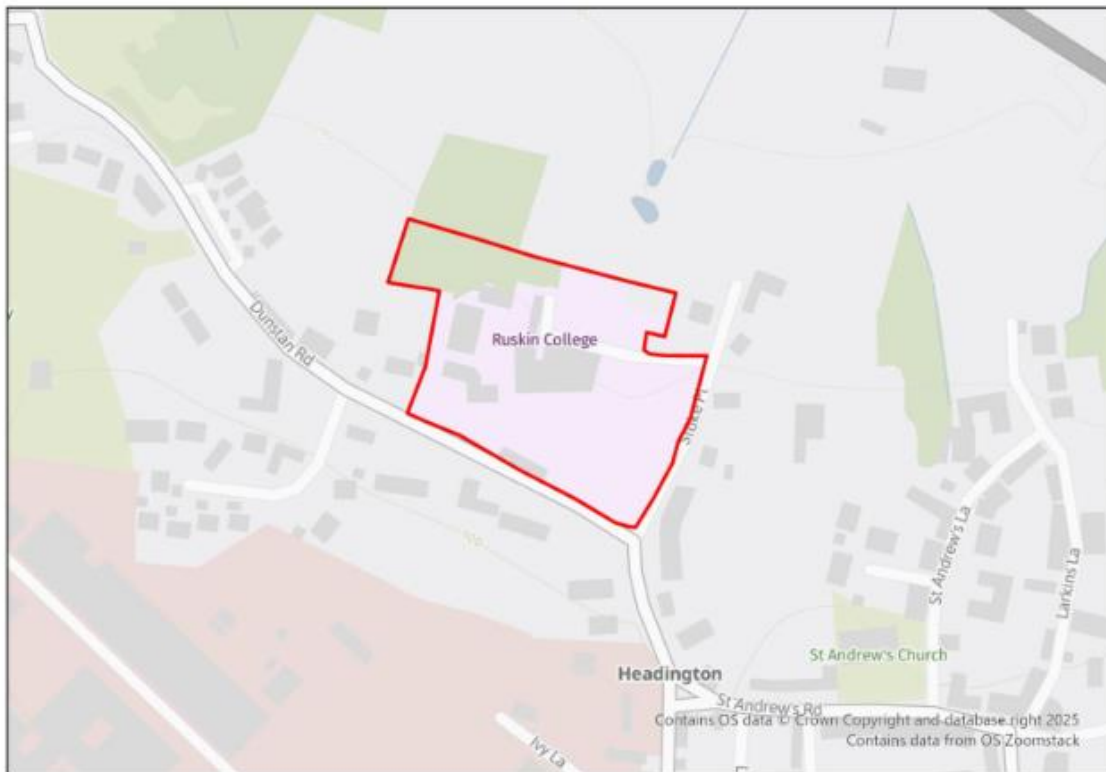 Dunstan Rd
Ruskin College
Stoke Pl
St Andrew's La
Larkins La
100
St Andrew's Church
Headington
St Andrew's Rd
Contains OS data © Crown Copyright and database right 2025
Contains data from OS Zoomstack
Ivy La